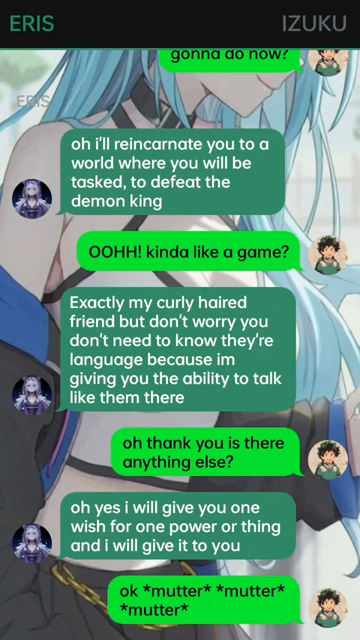 ERIS
IZUKU
gonna do now?
ERIS
oh i'll reincarnate you to a
world where you will be
tasked, to defeat the
demon king
OOHH! kinda like a game?
Exactly my curly haired
friend but don't worry you
don't need to know they're
language because im
giving you the ability to talk
like them there
oh thank you is there
anything else?
oh yes i will give you one
wish for one power or thing
and i will give it to you
ok *mutter* *mutter*
*mutter*